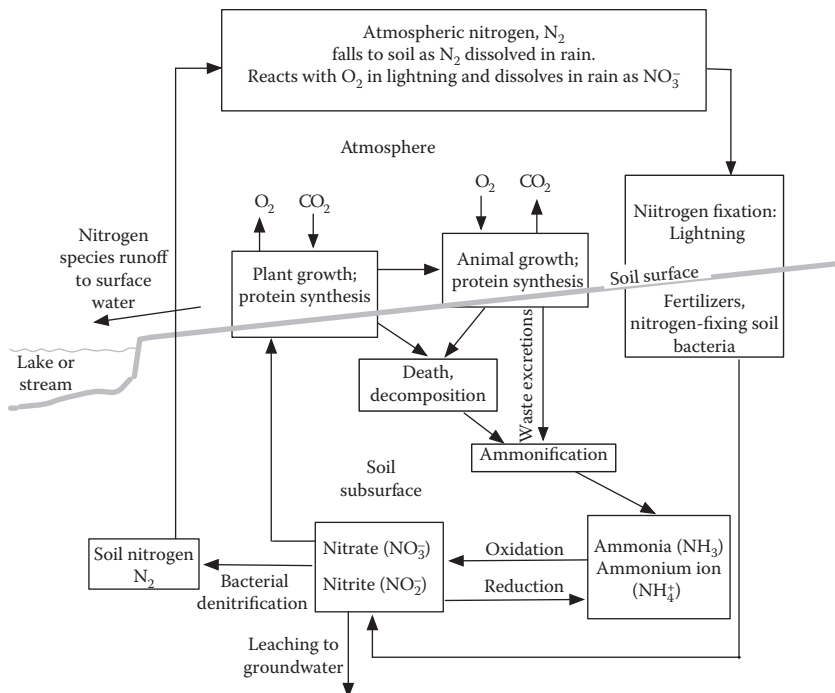 Atmospheric nitrogen, N₂
falls to soil as N₂ dissolved in rain.
Reacts with O₂ in lightning and dissolves in rain as NO₃⁻
Atmosphere
O₂
CO₂
O₂
CO₂
Niitrogen fixation:
Lightning
Fertilizers,
nitrogen-fixing soil
bacteria
Nitrogen
species runoff
to surface
water
Plant growth;
protein synthesis
Animal growth;
protein synthesis
Soil surface
Lake or
stream
Death,
decomposition
Waste excretions
Ammonification
Soil
subsurface
Soil nitrogen
N₂
Bacterial
denitrification
Nitrate (NO₃⁻)
Nitrite (NO₂⁻)
Oxidation
Reduction
Ammonia (NH₃)
Ammonium ion
(NH₄⁺)
Leaching to
groundwater